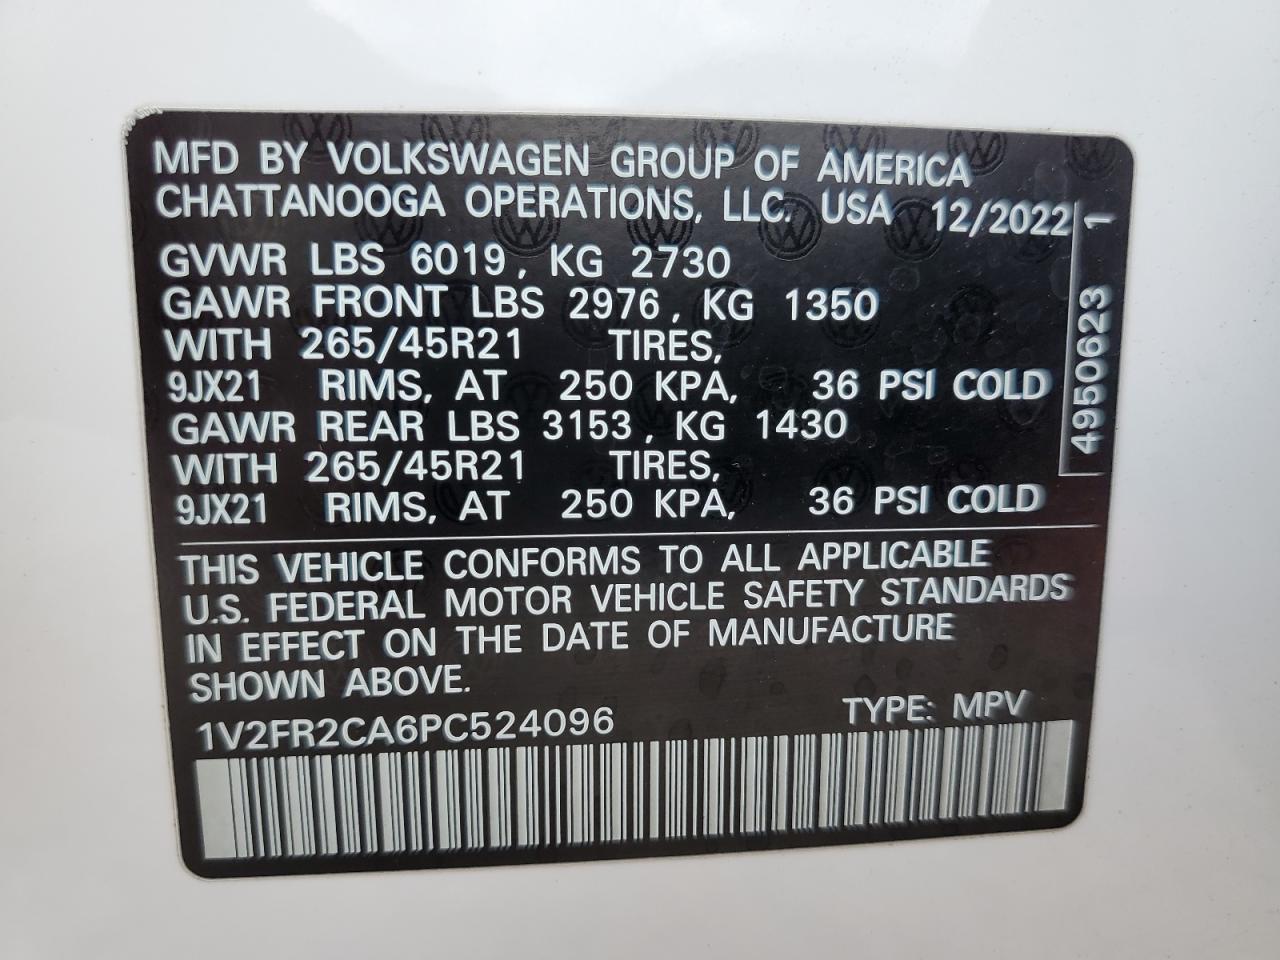 MFD BY VOLKSWAGEN GROUP OF AMERICA
CHATTANOOGA OPERATIONS, LLC. USA 12/2022
GVWR LBS 6019, KG 2730
GAWR FRONT LBS 2976, KG 1350
WITH 265/45R21 TIRES,
9JX21 RIMS, AT 250 KPA, 36 PSI COLD
GAWR REAR LBS 3153, KG 1430
WITH 265/45R21 TIRES,
9JX21 RIMS, AT 250 KPA, 36 PSI COLD
4950623 1
THIS VEHICLE CONFORMS TO ALL APPLICABLE
U.S. FEDERAL MOTOR VEHICLE SAFETY STANDARDS
IN EFFECT ON THE DATE OF MANUFACTURE
SHOWN ABOVE.
1V2FR2CA6PC524096 TYPE: MPV